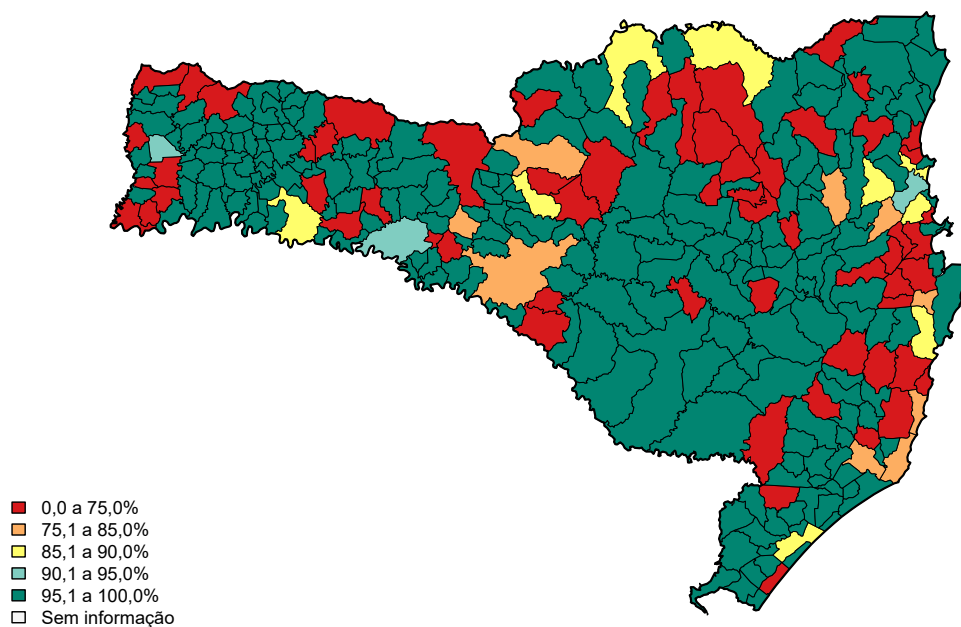 0,0 a 75,0%
75,1 a 85,0%
85,1 a 90,0%
90,1 a 95,0%
95,1 a 100,0%
Sem informação